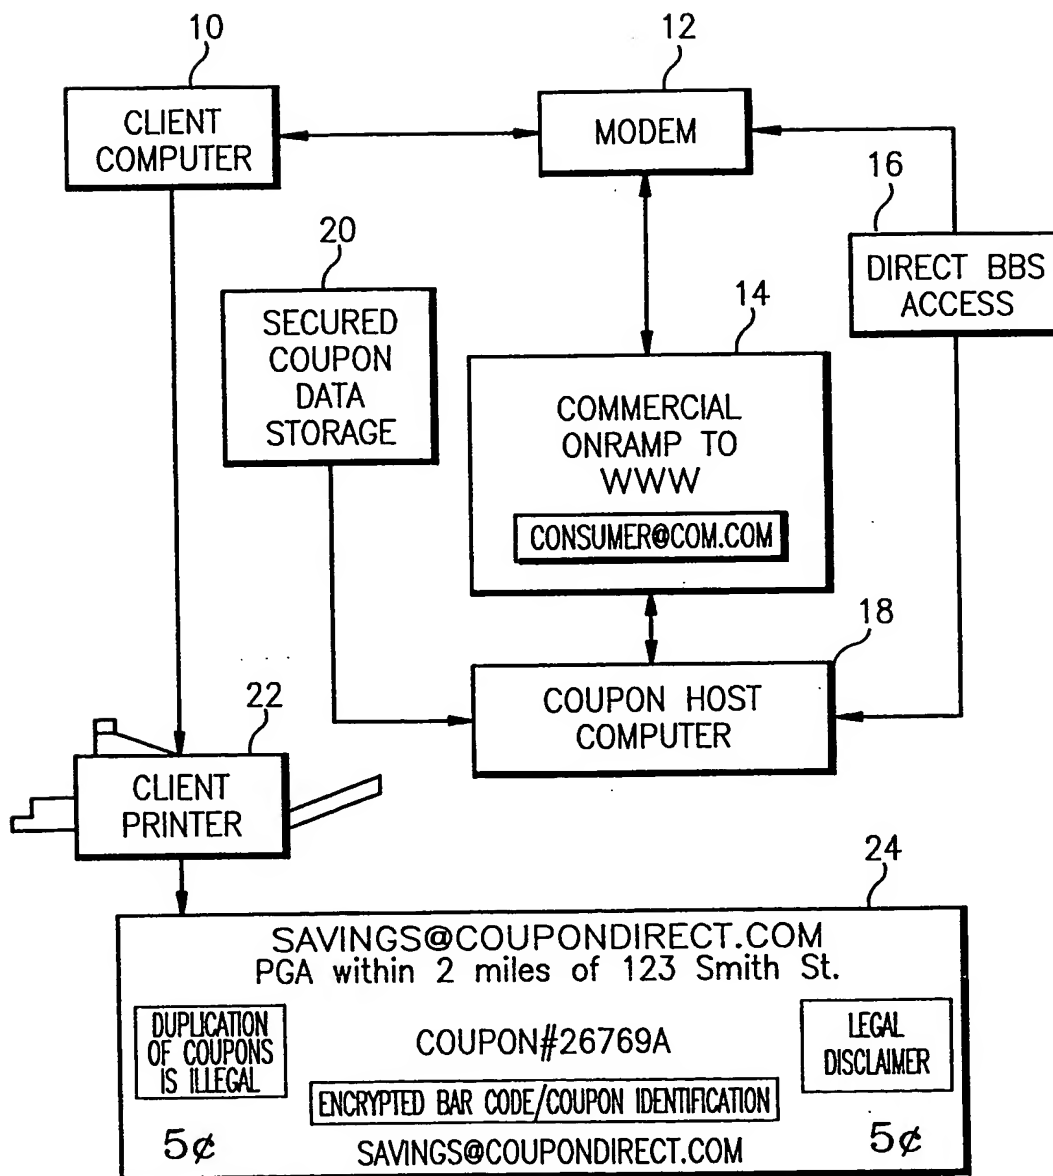 10
12
CLIENT
COMPUTER
MODEM
16
20
DIRECT BBS
ACCESS
14
SECURED
COUPON
DATA
STORAGE
COMMERCIAL
ONRAMP TO
WWW
CONSUMER@COM.COM
18
22
COUPON HOST
COMPUTER
CLIENT
PRINTER
24
SAVINGS@COUPONDIRECT.COM
PGA within 2 miles of 123 Smith St.
DUPLICATION
OF COUPONS
IS ILLEGAL
COUPON#26769A
LEGAL
DISCLAIMER
ENCRYPTED BAR CODE/COUPON IDENTIFICATION
5¢
SAVINGS@COUPONDIRECT.COM
5¢